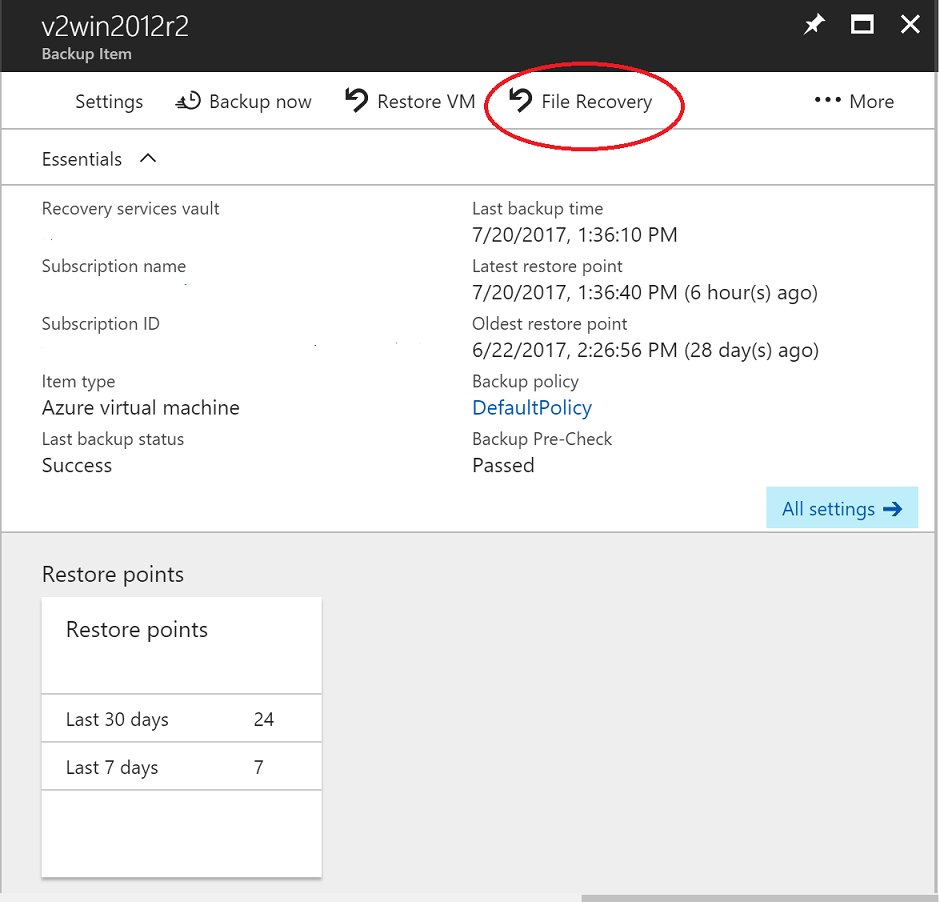 v2win2012r2
Backup Item
Settings Backup now Restore VM File Recovery ••• More
Essentials
Recovery services vault
Subscription name
Subscription ID
Item type
Azure virtual machine
Last backup status
Success
Last backup time
7/20/2017, 1:36:10 PM
Latest restore point
7/20/2017, 1:36:40 PM (6 hour(s) ago)
Oldest restore point
6/22/2017, 2:26:56 PM (28 day(s) ago)
Backup policy
DefaultPolicy
Backup Pre-Check
Passed
All settings
Restore points
Restore points
Last 30 days 24
Last 7 days 7